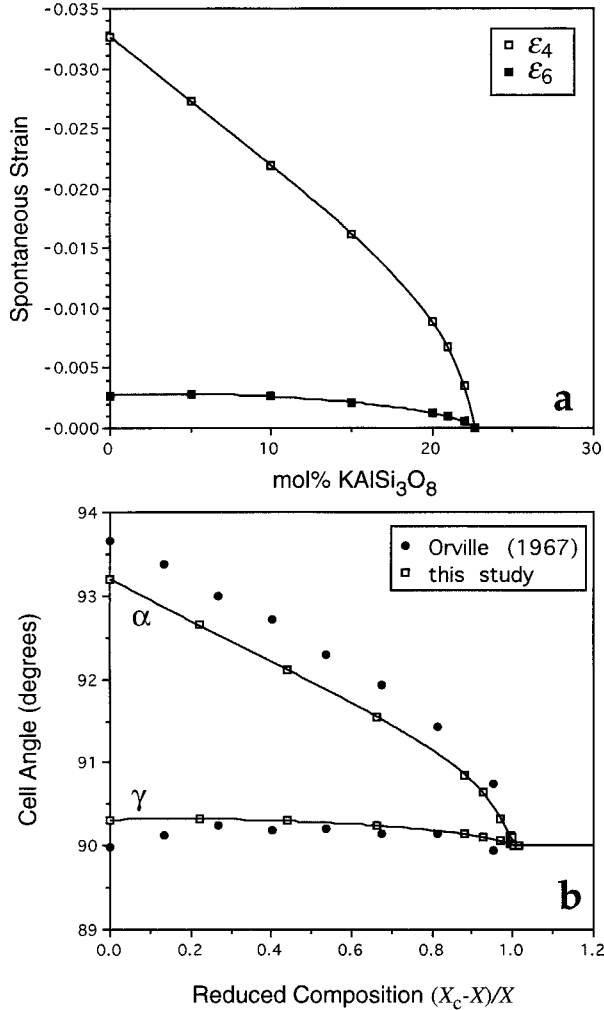 -0.035
-0.030
-0.025
-0.020
-0.015
-0.010
-0.005
-0.000
Spontaneous Strain
ε4
ε6
a
0
10
20
30
mol% KAlSi3O8
94
93
92
91
90
89
Cell Angle (degrees)
Orville (1967)
this study
α
γ
b
0.0
0.2
0.4
0.6
0.8
1.0
1.2
Reduced Composition (Xc-X)/X